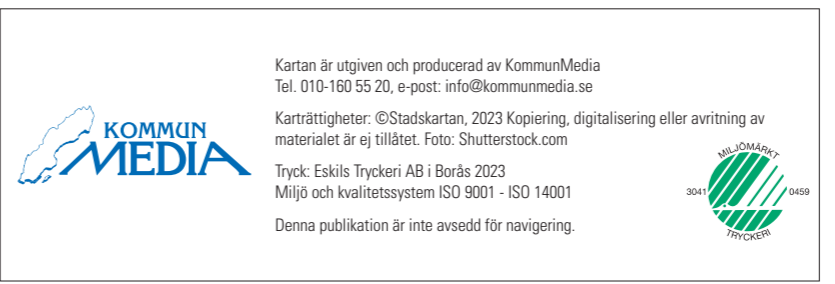 KOMMUN
MEDIA
Kartan är utgiven och producerad av KommunMedia
Tel. 010-160 55 20, e-post: info@kommunmedia.se
Karträttigheter: ©Stadskartan, 2023 Kopiering, digitalisering eller avritning av
materialet är ej tillåtet. Foto: Shutterstock.com
Tryck: Eskils Tryckeri AB i Borås 2023
Miljö och kvalitetssystem ISO 9001 - ISO 14001
Denna publikation är inte avsedd för navigering.
MILJÖMÄRKT
3041
0459
TRYCKERI